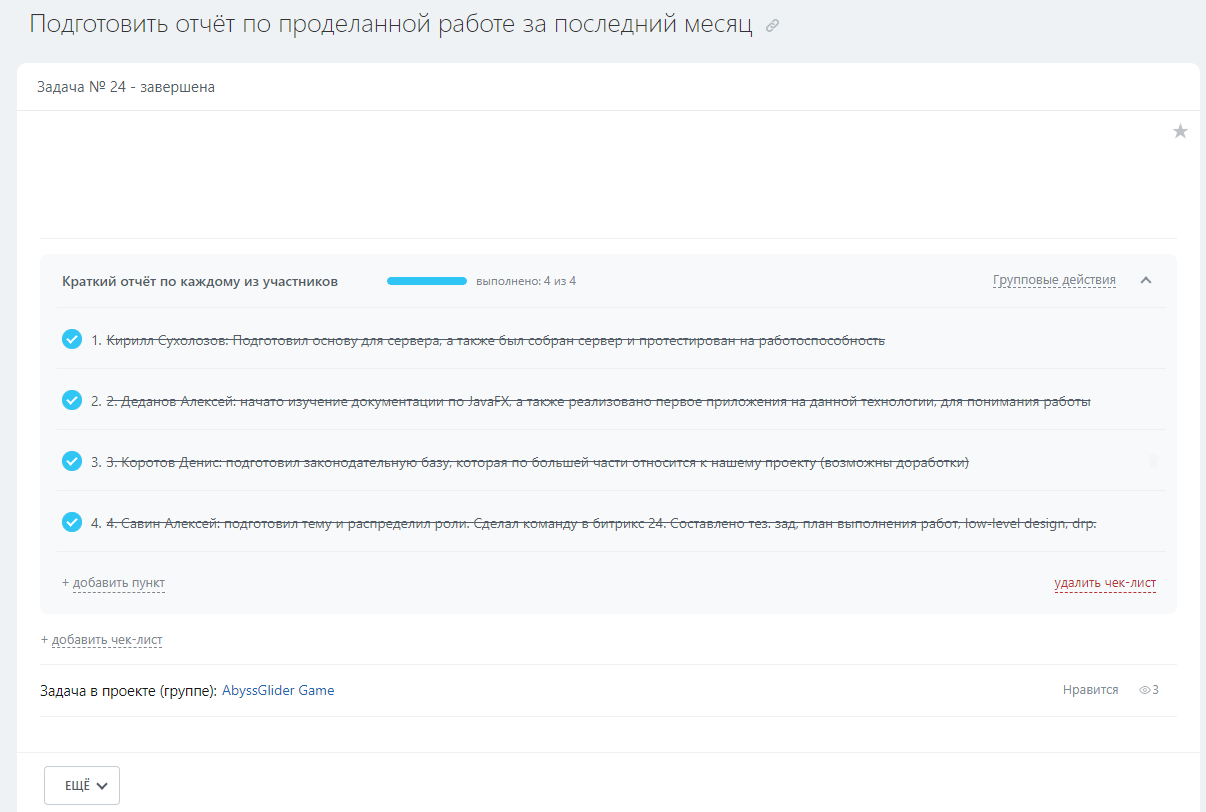 Подготовить отчёт по проделанной работе за последний месяц
Задача № 24 - завершена
Краткий отчёт по каждому из участников выполнено: 4 из 4 Групповые действия
1. Кирилл Сухолозов: Подготовил основу для сервера, а также был собран сервер и протестирован на работоспособность
2. 2. Деданов Алексей: начато изучение документации по JavaFX, а также реализовано первое приложения на данной технологии, для понимания работы
3. 3. Коротов Денис: подготовил законодательную базу, которая по большей части относится к нашему проекту (возможны доработки)
4. 4. Савин Алексей: подготовил тему и распределил роли. Сделал команду в битрикс 24. Составлено тез. зад, план выполнения работ, low-level design, drp.
+ добавить пункт удалить чек-лист
+ добавить чек-лист
Задача в проекте (группе): AbyssGlider Game Нравится 3
ЕЩЁ